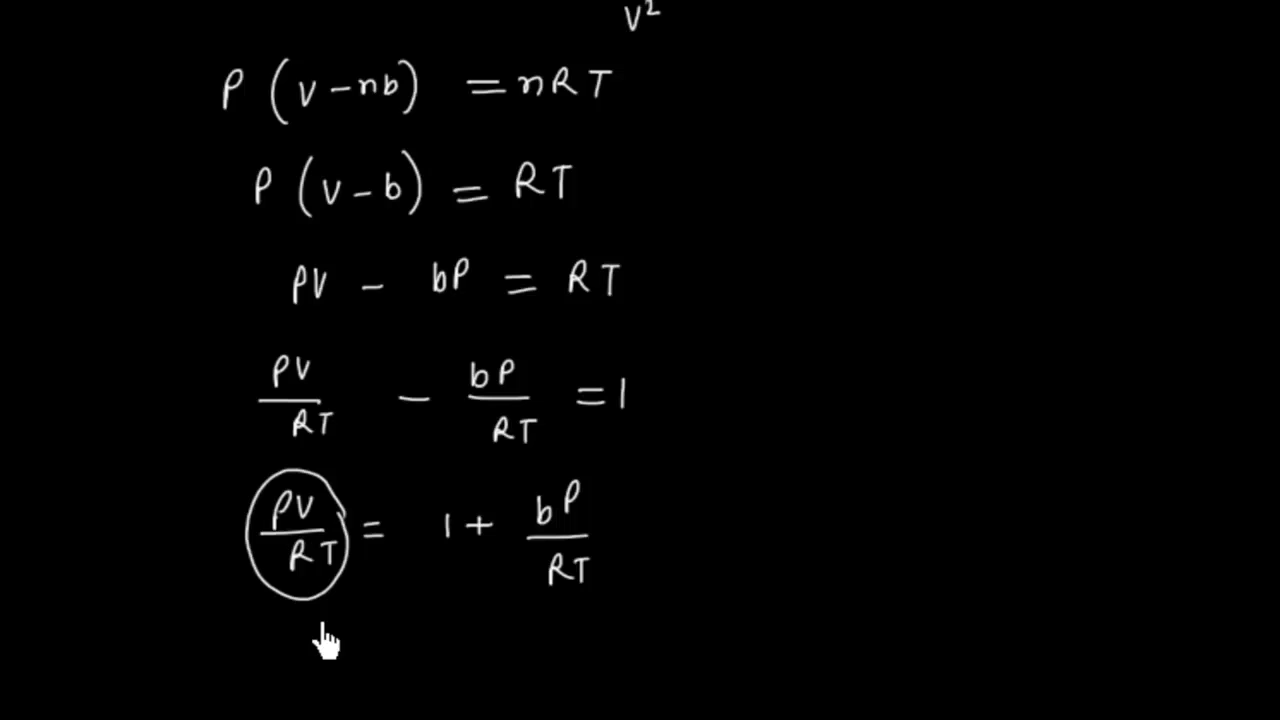 V²
P (V - nb) = nRT
P (V - b) = RT
PV - bP = RT
PV/RT - bP/RT = 1
PV/RT = 1 + bP/RT